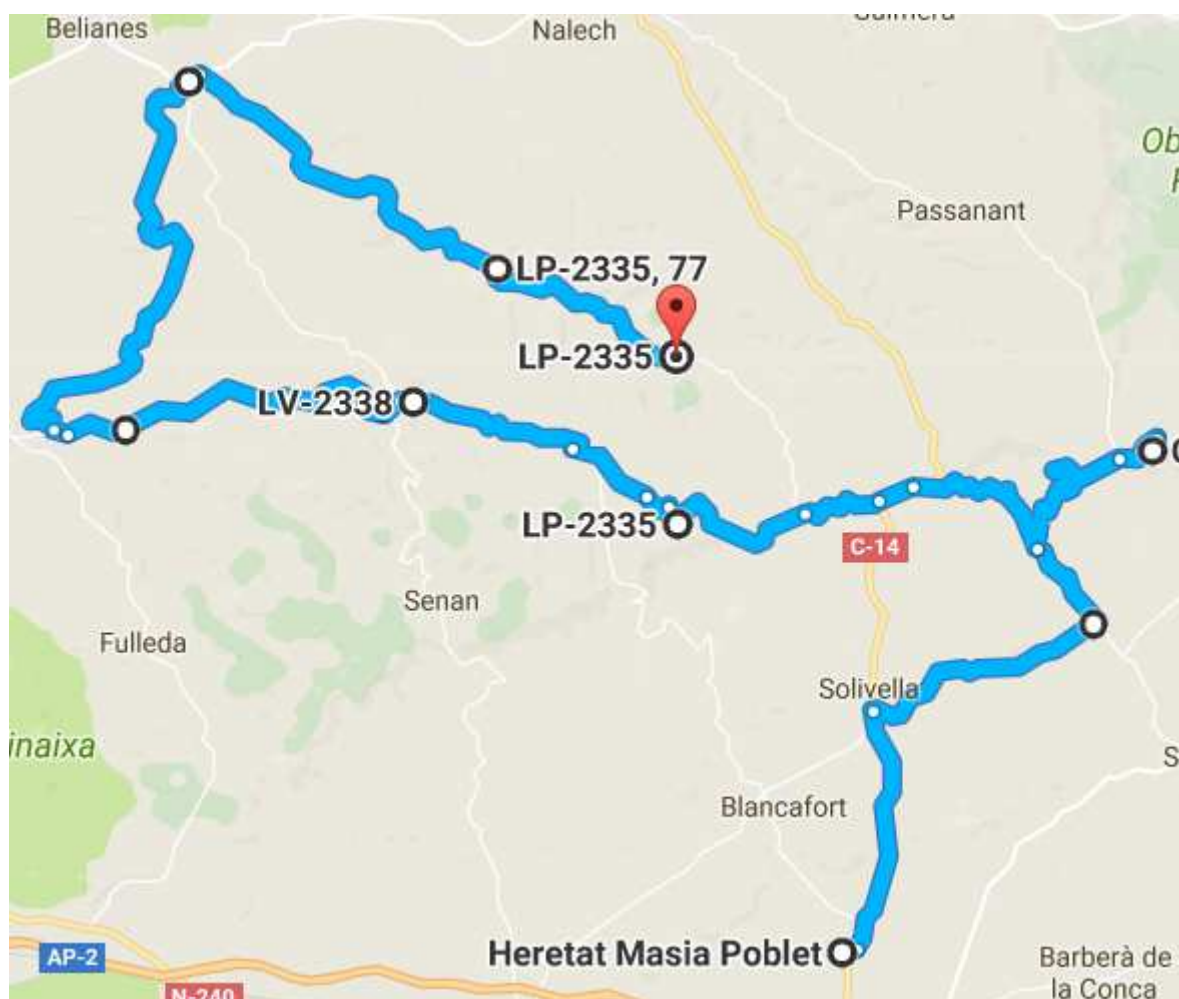 Belianes
Nalech
Passanant
LP-2335, 77
LP-2335
LV-2338
LP-2335
C-14
Senan
Fulleda
Solivella
Blancafort
Heretat Masia Poblet
AP-2
N-240
Barberà de
la Conca